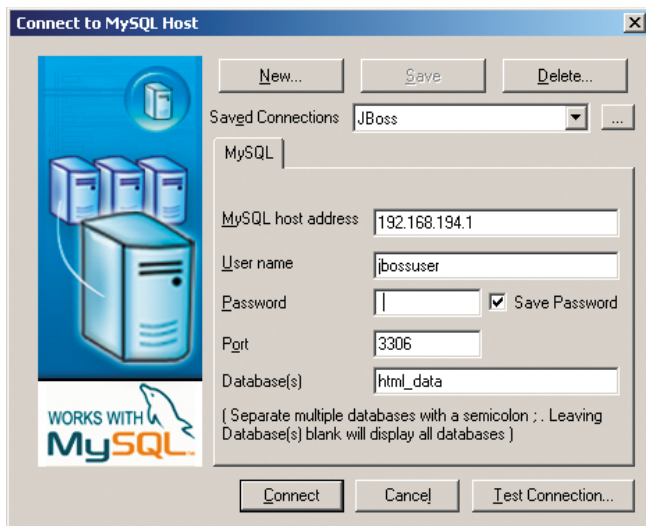 Connect to MySQL Host
New...
Save
Delete...
Saved Connections
JBoss
...
MySQL
MySQL host address
192.168.194.1
User name
jbossuser
Password
Save Password
Port
3306
Database(s)
html_data
( Separate multiple databases with a semicolon ; . Leaving
Database(s) blank will display all databases )
WORKS WITH
MySQL
Connect
Cancel
Test Connection...